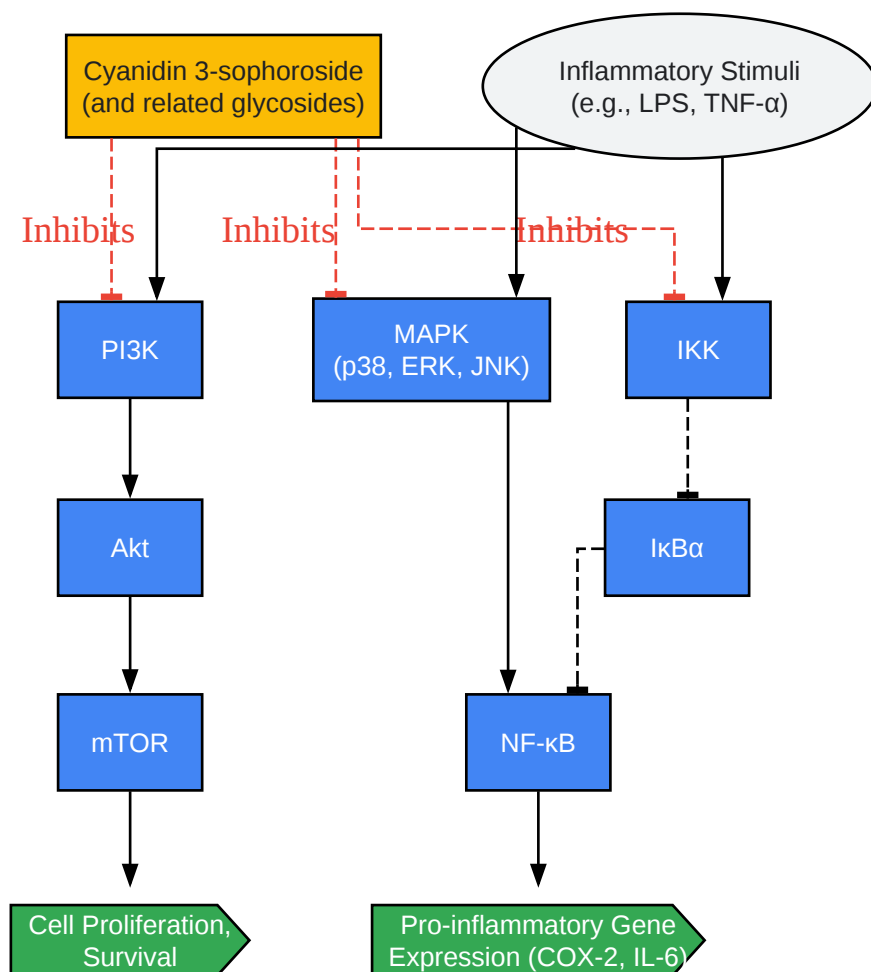 Cyanidin 3-sophoroside
(and related glycosides)
Inflammatory Stimuli
(e.g., LPS, TNF-α)
Inhibits
Inhibits
Inhibits
PI3K
MAPK
(p38, ERK, JNK)
IKK
Akt
IκBα
mTOR
NF-κB
Cell Proliferation,
Survival
Pro-inflammatory Gene
Expression (COX-2, IL-6)